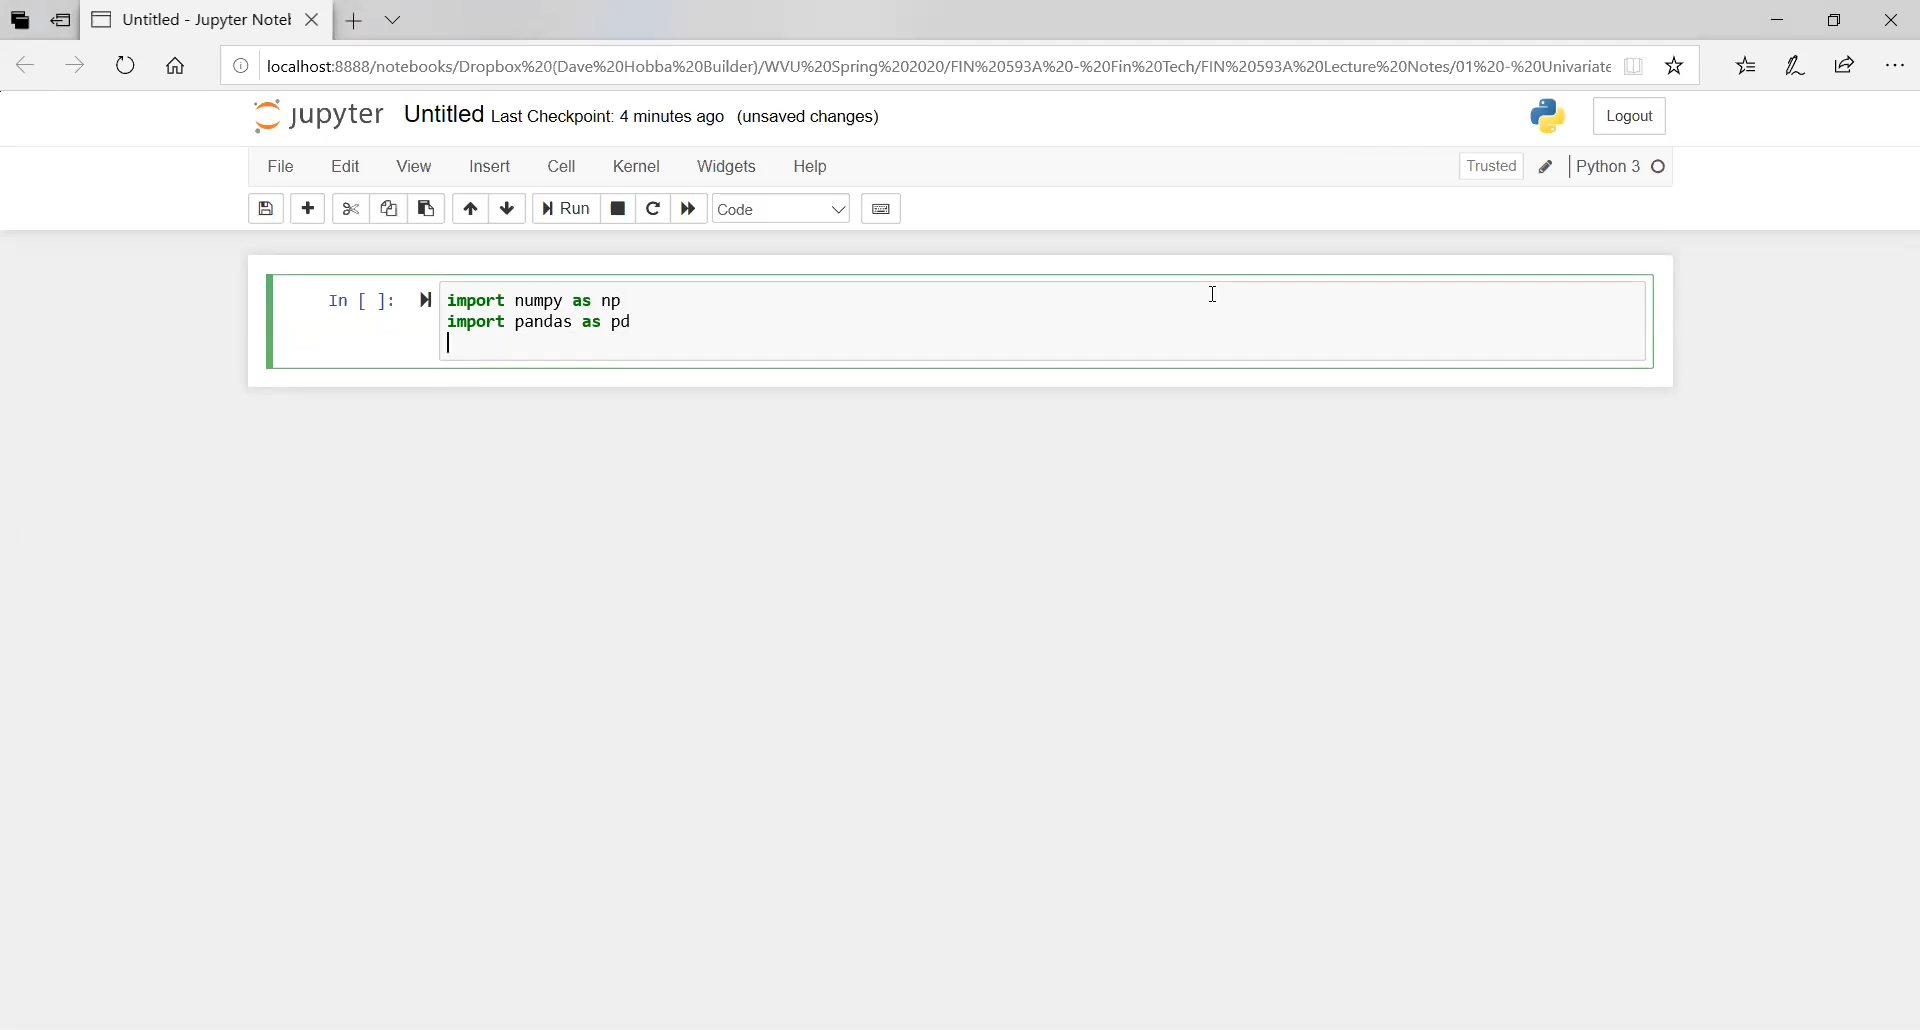 Untitled - Jupyter Notel
localhost:8888/notebooks/Dropbox%20(Dave%20Hobba%20Builder)/WVU%20Spring%202020/FIN%20593A%20-%20Fin%20Tech/FIN%20593A%20Lecture%20Notes/01%20-%20Univariate
jupyter Untitled Last Checkpoint: 4 minutes ago (unsaved changes)
Logout
File Edit View Insert Cell Kernel Widgets Help
Trusted Python 3
Run Code
In [ ]: import numpy as np
import pandas as pd